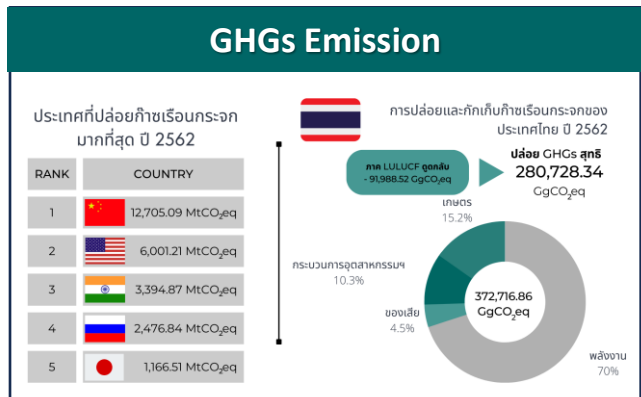 GHGs Emission
ประเทศที่ปล่อยก๊าซเรือนกระจก
มากที่สุด ปี 2562
RANK COUNTRY
1 12,705.09 MtCO₂eq
2 6,001.21 MtCO₂eq
3 3,394.87 MtCO₂eq
4 2,476.84 MtCO₂eq
5 1,166.51 MtCO₂eq
การปล่อยและกักเก็บก๊าซเรือนกระจกของ
ประเทศไทย ปี 2562
ภาค LULUCF ดูดกลับ
- 91,988.52 GgCO₂eq
ปล่อย GHGs สุทธิ
280,728.34
GgCO₂eq
เกษตร
15.2%
กระบวนการอุตสาหกรรมฯ
10.3%
ของเสีย
4.5%
372,716.86
GgCO₂eq
พลังงาน
70%